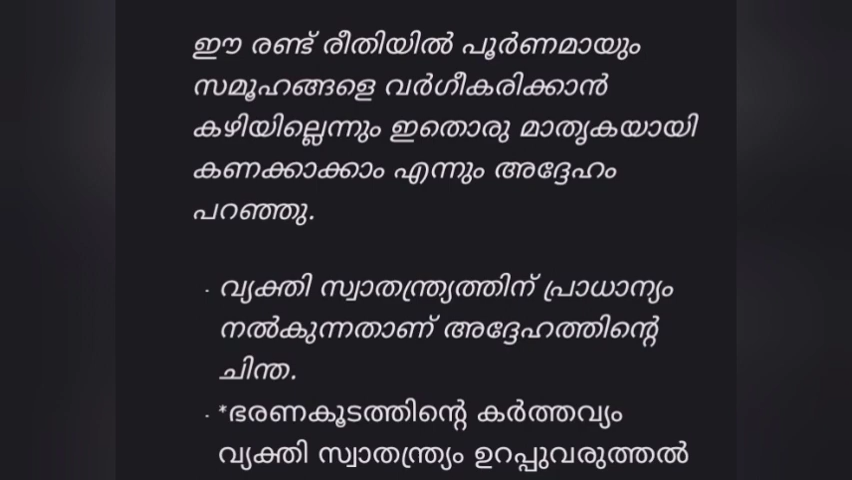 ഈ രണ്ട് രീതിയിൽ പൂർണമായും
സമൂഹങ്ങളെ വർഗീകരിക്കാൻ
കഴിയില്ലെന്നും ഇതൊരു മാതൃകയായി
കണക്കാക്കാം എന്നും അദ്ദേഹം
പറഞ്ഞു.
· വ്യക്തി സ്വാതന്ത്ര്യത്തിന് പ്രാധാന്യം
നൽകുന്നതാണ് അദ്ദേഹത്തിന്റെ
ചിന്ത.
· *ഭരണകൂടത്തിന്റെ കർത്തവ്യം
വ്യക്തി സ്വാതന്ത്ര്യം ഉറപ്പുവരുത്തൽ